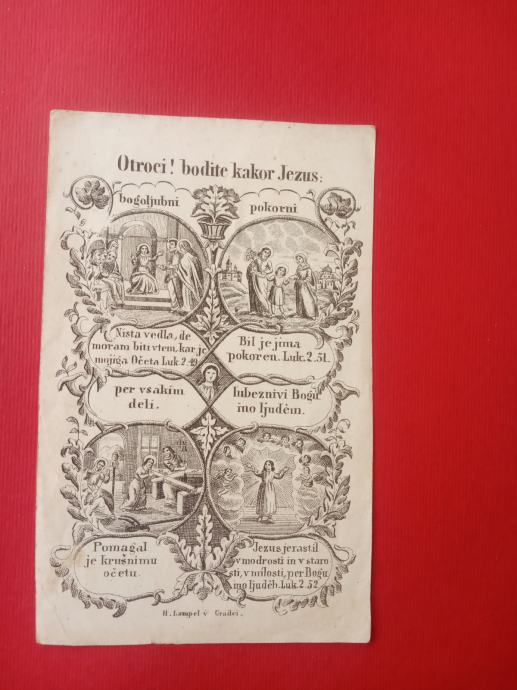 Otroci! bodite kakor Jezus:
bogoljubni
pokorni
Nista vedla, de
moram biti v tem, kar je
mojiga Očeta Luk. 2. 49.
Bil je jima
pokoren. Luk. 2. 51.
per vsakim
deli.
lubeznivi Bogu
ino ljudém.
Pomagal
je krušnimu
očetu.
Jezus je rastil
v modrosti in v staro
sti, v milosti, per Bogu
ino ljudéh. Luk. 2. 52.
H. Lampel v Gradci.